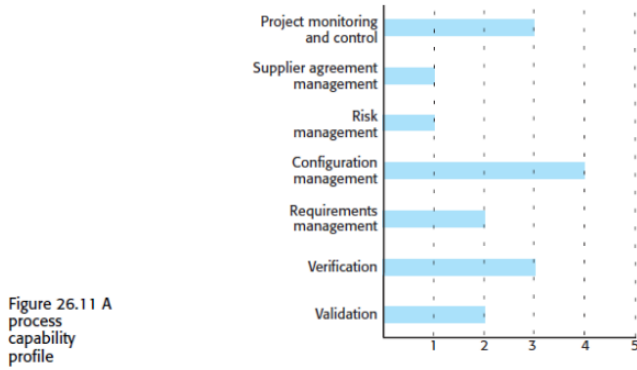 Project monitoring
and control
Supplier agreement
management
Risk
management
Configuration
management
Requirements
management
Verification
Validation
1 2 3 4 5
Figure 26.11 A
process
capability
profile